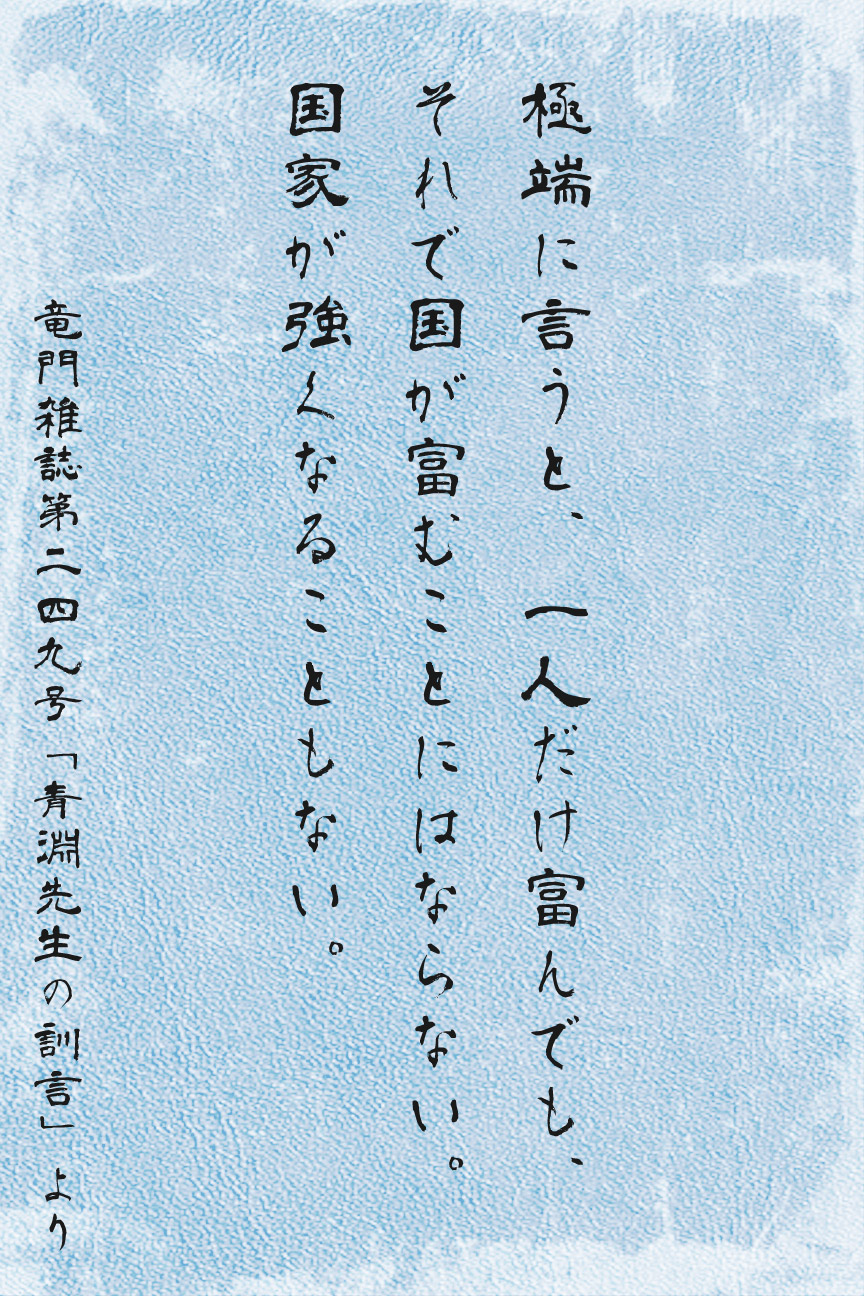 極端に言うと、一人だけ富んでも、
それで国が富むことにはならない。
国家が強くなることもない。
竜門雑誌第二四九号「青淵先生の訓言」より